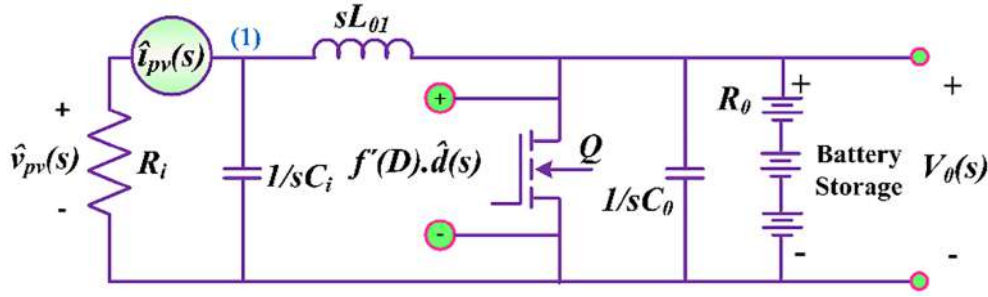 î_pv(s)
(1)
sL_01
+
v̂_pv(s)
-
R_i
1/sC_i
+
f´(D).d̂(s)
-
Q
1/sC_0
R_0
+
Battery
Storage
-
+
V_0(s)
-